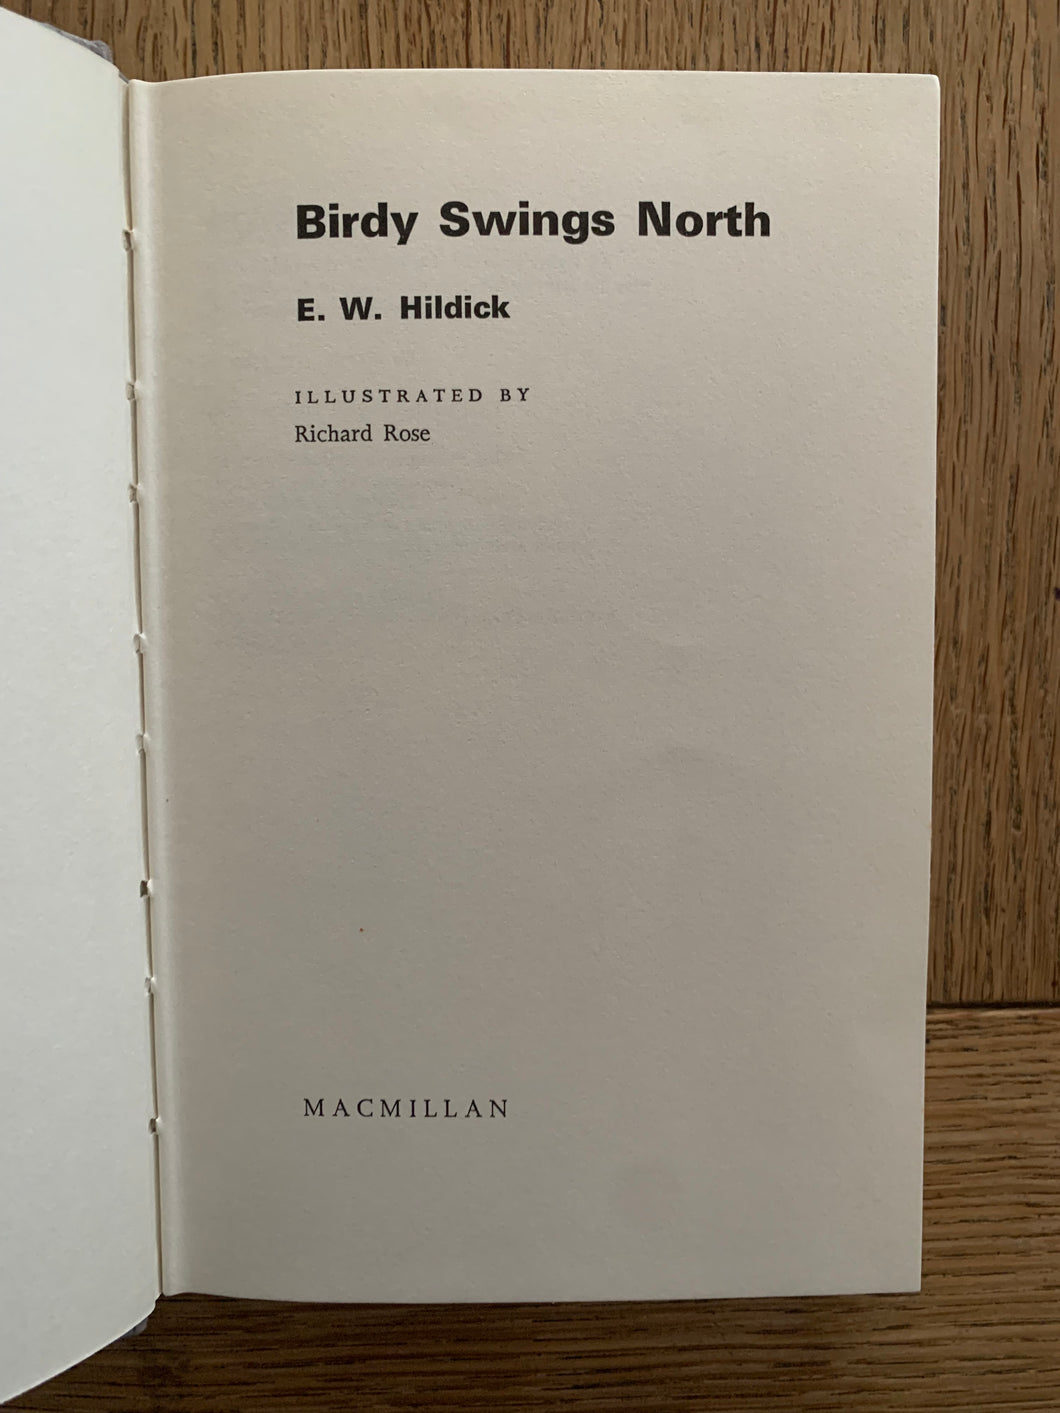 Birdy Swings North
E. W. Hildick
ILLUSTRATED BY
Richard Rose
MACMILLAN